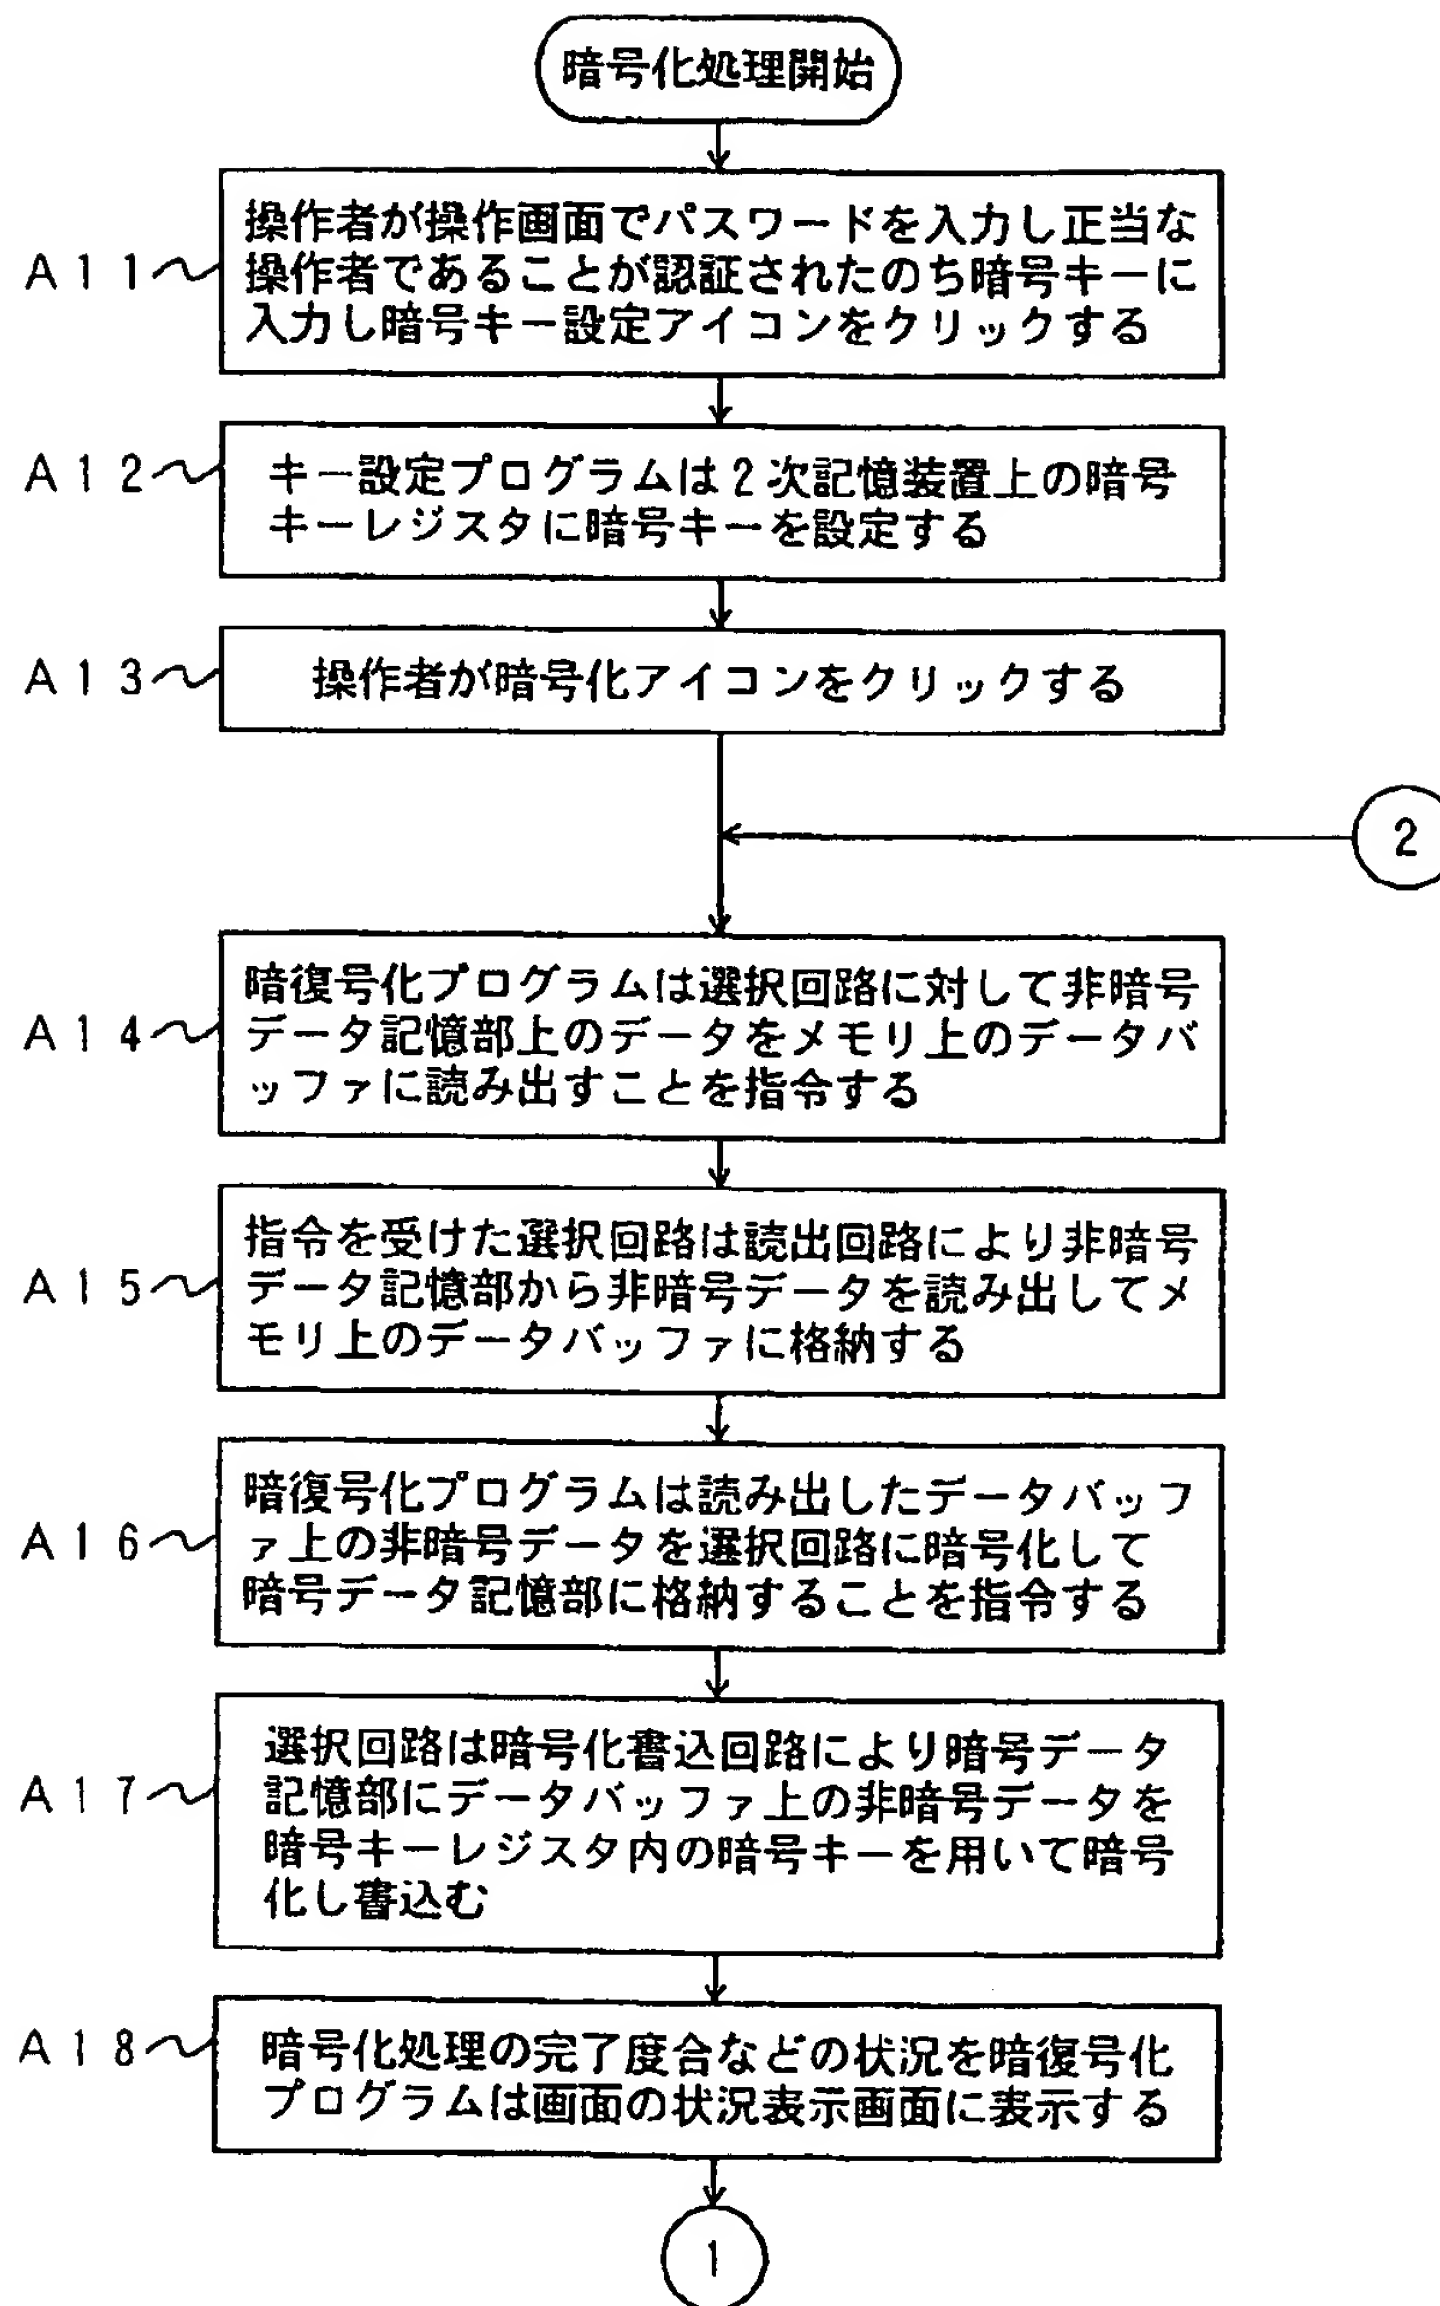 暗号化処理開始
操作者が操作画面でパスワードを入力し正当な
A11 操作者であることが認証されたのち暗号キーに
入力し暗号キー設定アイコンをクリックする
A12 キー設定プログラムは2次記憶装置上の暗号
キーレジスタに暗号キーを設定する
A13 操作者が暗号化アイコンをクリックする
2
暗復号化プログラムは選択回路に対して非暗号
A14 データ記憶部上のデータをメモリ上のデータバ
ッファに読み出すことを指令する
指令を受けた選択回路は読出回路により非暗号
A15 データ記憶部から非暗号データを読み出してメ
モリ上のデータバッファに格納する
暗復号化プログラムは読み出したデータバッフ
A16 ァ上の非暗号データを選択回路に暗号化して
暗号データ記憶部に格納することを指令する
選択回路は暗号化書込回路により暗号データ
A17 記憶部にデータバッファ上の非暗号データを
暗号キーレジスタ内の暗号キーを用いて暗号
化し書込む
A18 暗号化処理の完了度合などの状況を暗復号化
プログラムは画面の状況表示画面に表示する
1